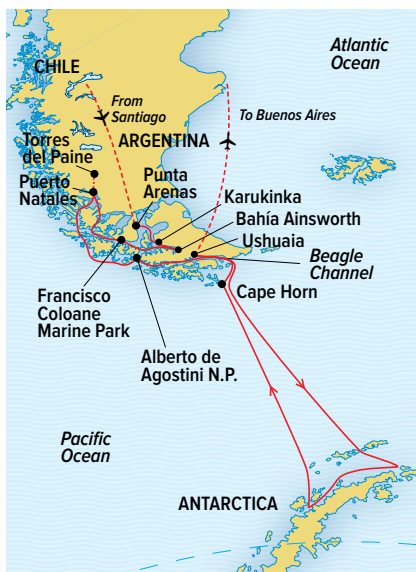 Atlantic
Ocean
CHILE
From
Santiago
To Buenos Aires
ARGENTINA
Torres
del Paine
Punta
Arenas
Puerto
Natales
Karukinka
Bahía Ainsworth
Ushuaia
Beagle
Channel
Cape Horn
Francisco
Coloane
Marine Park
Alberto de
Agostini N.P.
Pacific
Ocean
ANTARCTICA